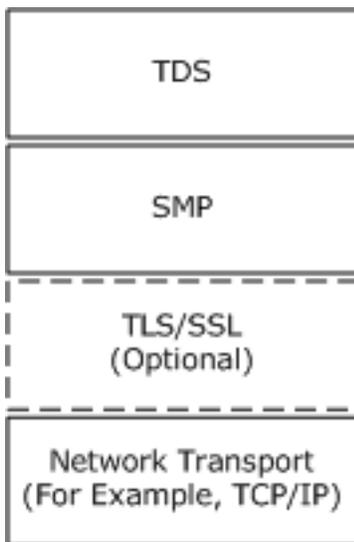 TDS
SMP
TLS/SSL
(Optional)
Network Transport
(For Example, TCP/IP)